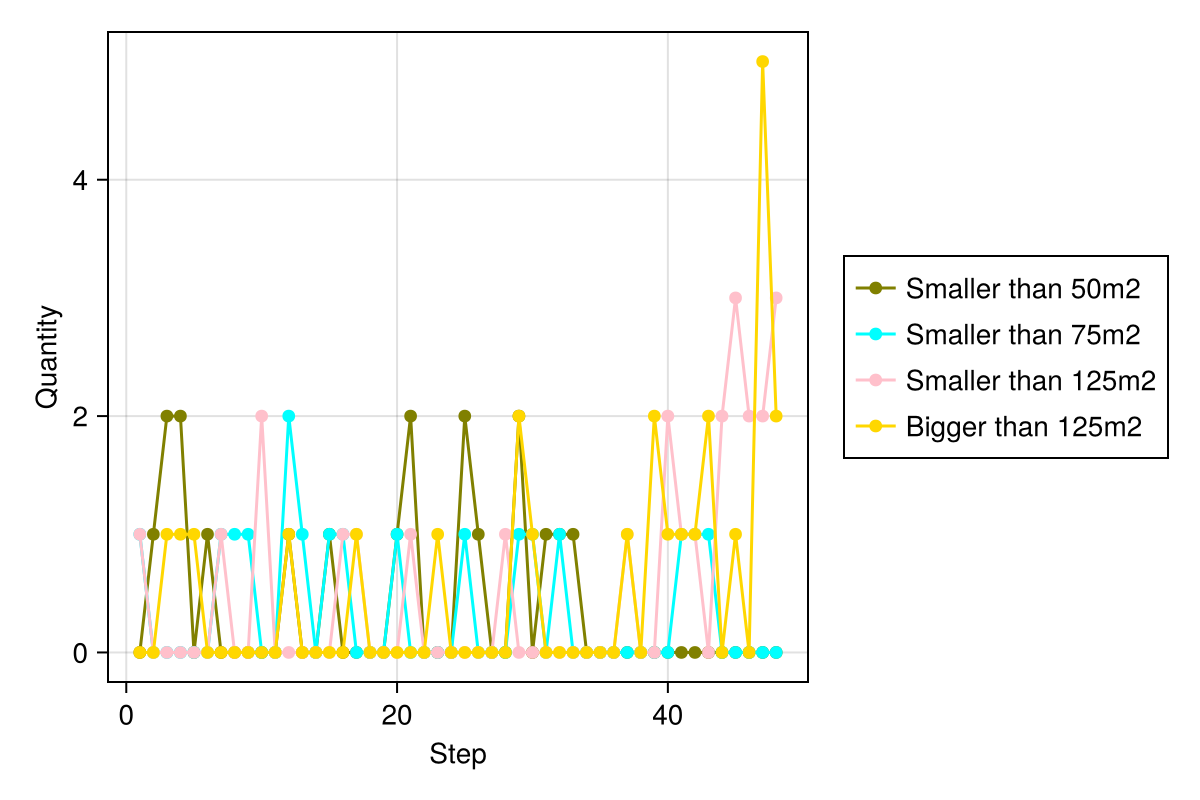 Quantity
4
2
0
0 20 40
Step
Smaller than 50m2
Smaller than 75m2
Smaller than 125m2
Bigger than 125m2